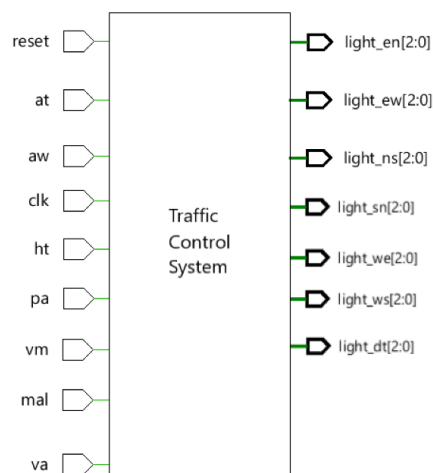 reset
at
aw
clk
ht
pa
vm
mal
va
Traffic
Control
System
light_en[2:0]
light_ew[2:0]
light_ns[2:0]
light_sn[2:0]
light_we[2:0]
light_ws[2:0]
light_dt[2:0]